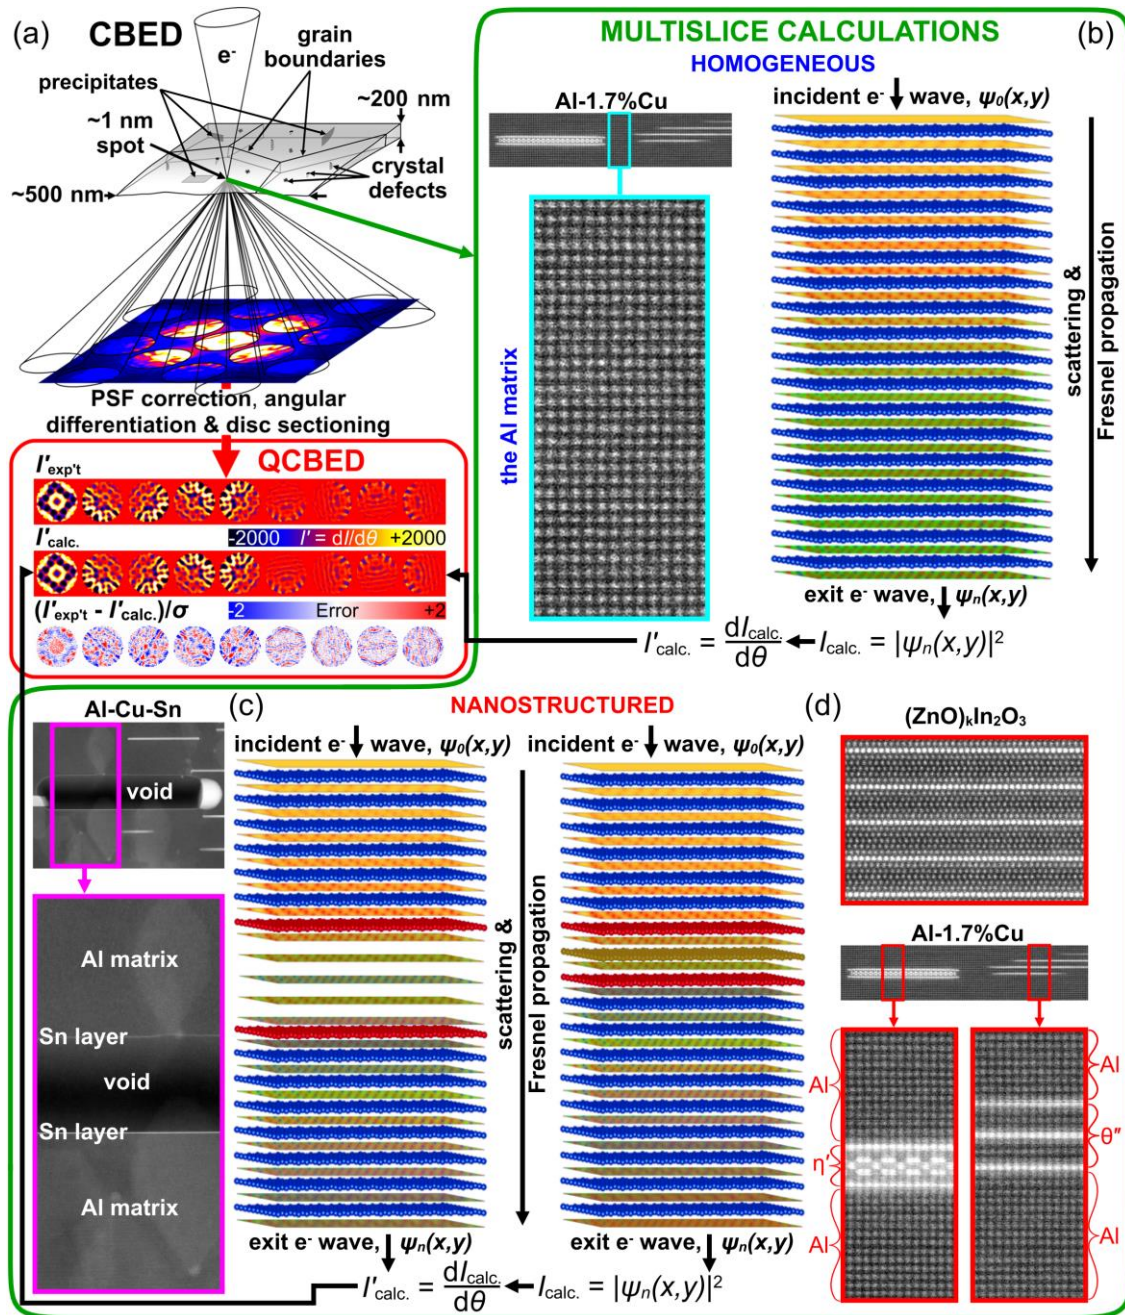 (a)
CBED
e-
precipitates
grain
boundaries
~1 nm
spot
~200 nm
crystal
defects
~500 nm
PSF correction, angular
differentiation & disc sectioning
QCBED
I′exp't
I′calc.
-2000 I′ = dI/dθ +2000
(I′exp't - I′calc.)/σ
-2 Error +2
MULTISLICE CALCULATIONS
(b)
HOMOGENEOUS
Al-1.7%Cu
the Al matrix
incident e- wave, ψ0(x,y)
scattering &
Fresnel propagation
exit e- wave, ψn(x,y)
I′calc. = dIcalc./dθ Icalc. = |ψn(x,y)|²
Al-Cu-Sn
void
Al matrix
Sn layer
void
Sn layer
Al matrix
(c)
NANOSTRUCTURED
incident e- wave, ψ0(x,y)
incident e- wave, ψ0(x,y)
scattering &
Fresnel propagation
exit e- wave, ψn(x,y)
exit e- wave, ψn(x,y)
I′calc. = dIcalc./dθ Icalc. = |ψn(x,y)|²
(d)
(ZnO)kIn2O3
Al-1.7%Cu
Al
η′
Al
Al
θ″
Al